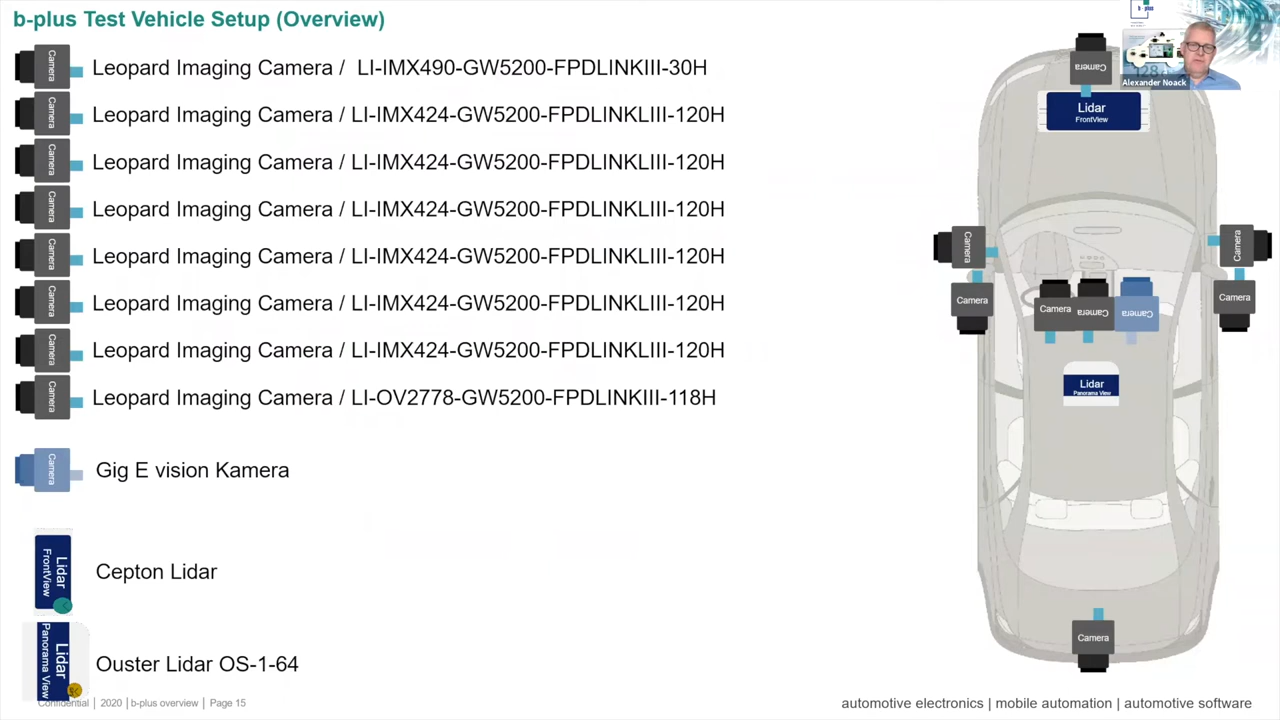 b-plus Test Vehicle Setup (Overview)
b-plus
128
Alexander Noack
Camera
Leopard Imaging Camera /  LI-IMX490-GW5200-FPDLINKIII-30H
Camera
Leopard Imaging Camera / LI-IMX424-GW5200-FPDLINKLIII-120H
Camera
Leopard Imaging Camera / LI-IMX424-GW5200-FPDLINKLIII-120H
Camera
Leopard Imaging Camera / LI-IMX424-GW5200-FPDLINKLIII-120H
Camera
Leopard Imaging Camera / LI-IMX424-GW5200-FPDLINKLIII-120H
Camera
Leopard Imaging Camera / LI-IMX424-GW5200-FPDLINKLIII-120H
Camera
Leopard Imaging Camera / LI-IMX424-GW5200-FPDLINKLIII-120H
Camera
Leopard Imaging Camera / LI-OV2778-GW5200-FPDLINKIII-118H
Camera
Gig E vision Kamera
Lidar
FrontView
Cepton Lidar
Lidar
Panorama View
Ouster Lidar OS-1-64
Camera
Lidar
FrontView
Camera
Camera
Camera
Camera
Camera
Camera
Camera
Lidar
Panorama View
Camera
Confidential | 2020 | b-plus overview | Page 15
automotive electronics | mobile automation | automotive software